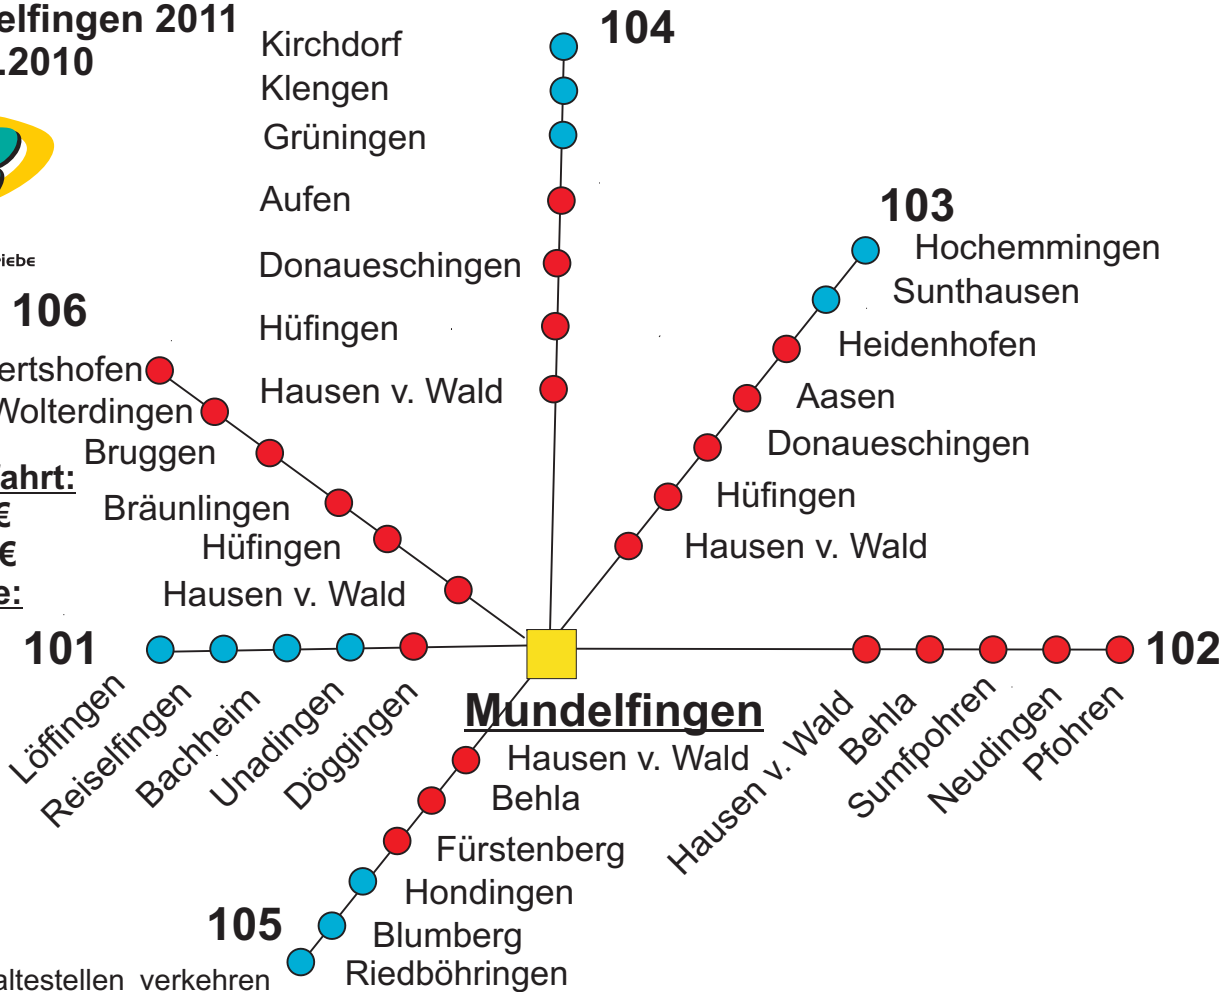 elfingen 2011
.2010
104
Kirchdorf
Klengen
Grüningen
Aufen
Donaueschingen
Hüfingen
Hausen v. Wald
103
Hochemmingen
Sunthausen
Heidenhofen
Aasen
Donaueschingen
Hüfingen
Hausen v. Wald
iebe
106
ertshofen
Wolterdingen
Bruggen
Bräunlingen
Hüfingen
Hausen v. Wald
ahrt:
€
€
e:
101
Löffingen
Reiselfingen
Bachheim
Unadingen
Döggingen
Mundelfingen
102
Hausen v. Wald
Behla
Sumfpohren
Neudingen
Pfohren
Hausen v. Wald
Behla
Fürstenberg
Hondingen
Blumberg
Riedböhringen
105
altestellen verkehren